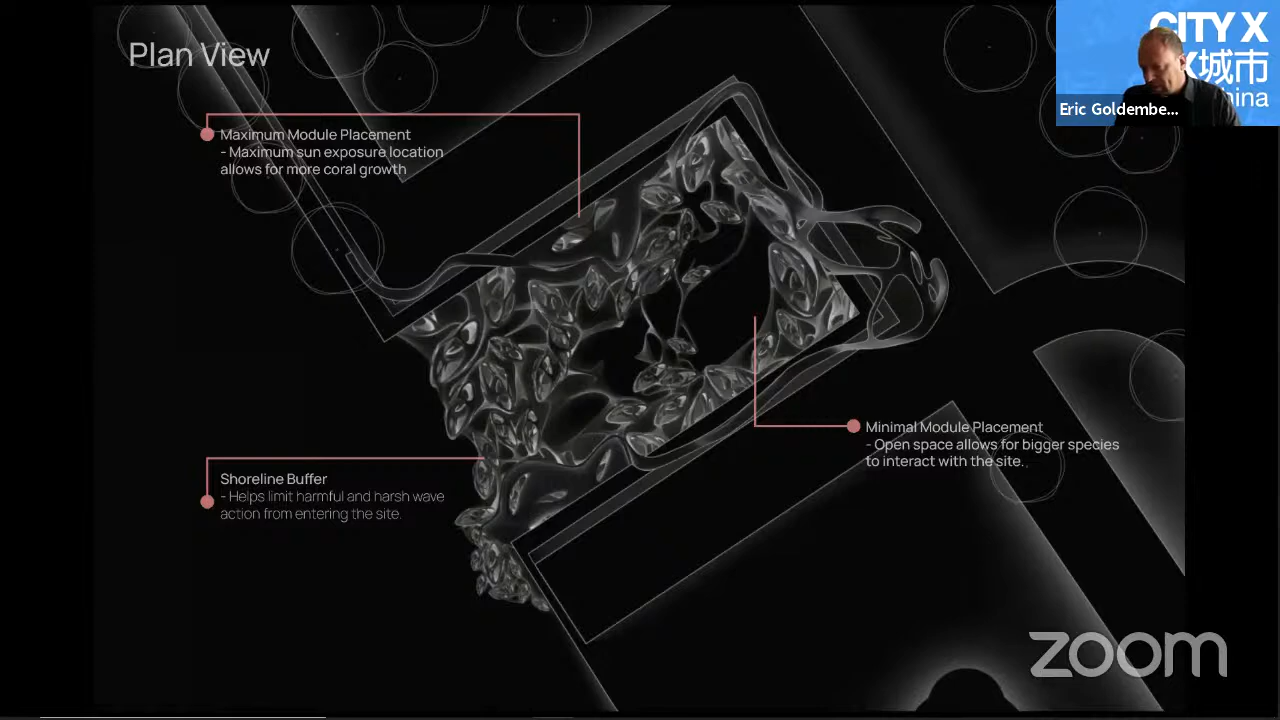 Plan View
Maximum Module Placement
- Maximum sun exposure location
allows for more coral growth
Shoreline Buffer
- Helps limit harmful and harsh wave
action from entering the site.
Minimal Module Placement
- Open space allows for bigger species
to interact with the site.
CITY X
X城市
hina
Eric Goldembe...
zoom